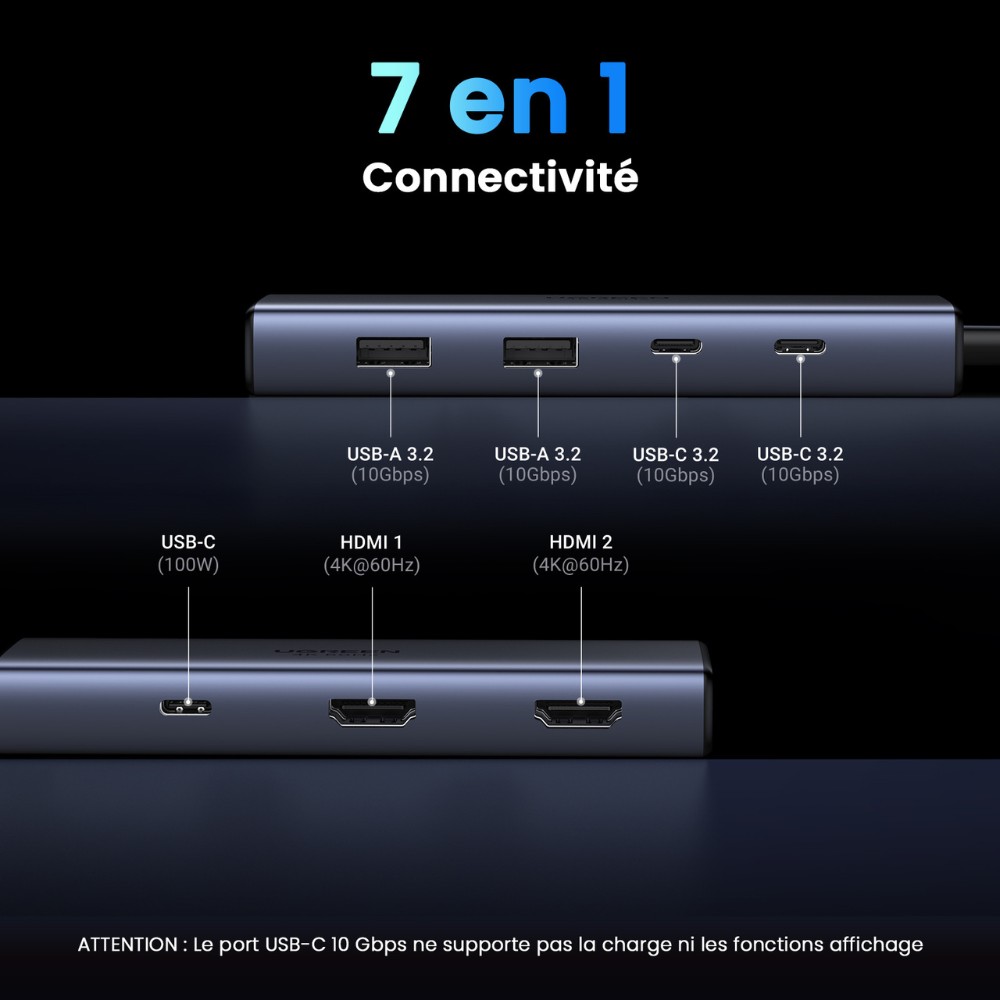 7 en 1
Connectivité
USB-A 3.2
(10Gbps)
USB-A 3.2
(10Gbps)
USB-C 3.2
(10Gbps)
USB-C 3.2
(10Gbps)
USB-C
(100W)
HDMI 1
(4K@60Hz)
HDMI 2
(4K@60Hz)
UGREEN
ATTENTION : Le port USB-C 10 Gbps ne supporte pas la charge ni les fonctions affichage